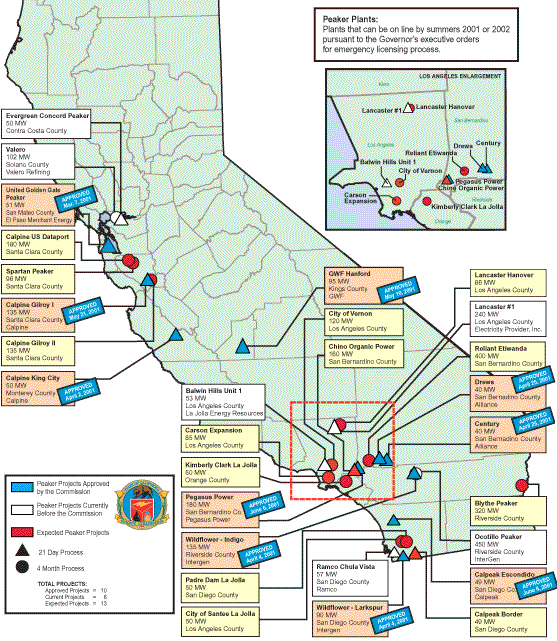 Peaker Plants:
Plants that can be on line by summers 2001 or 2002
pursuant to the Governor's executive orders
for emergency licensing process.
LOS ANGELES ENLARGEMENT
Kern
Lancaster #1
Lancaster Hanover
San Bernardino
Los Angeles
Reliant Etiwanda
Drews
Century
Balwin Hills Unit 1
City of Vernon
Pegasus Power
Chino Organic Power
Carson
Expansion
Kimberly Clark La Jolla
Orange
Evergreen Concord Peaker
50 MW
Contra Costa County
Valero
102 MW
Solano County
Valero Refining
United Golden Gate
Peaker
51 MW
San Mateo County
El Paso Merchant Energy
APPROVED
Mar. 7, 2001
Calpine US Dataport
180 MW
Santa Clara County
Spartan Peaker
96 MW
Santa Clara County
Calpine Gilroy I
135 MW
Santa Clara County
Calpine
APPROVED
May 21, 2001
Calpine Gilroy II
135 MW
Santa Clara County
Calpine King City
50 MW
Monterey County
Calpine
APPROVED
April 2, 2001
GWF Hanford
95 MW
Kings County
GWF
APPROVED
May 10, 2001
City of Vernon
120 MW
Los Angeles County
Chino Organic Power
160 MW
San Bernardino County
Lancaster Hanover
86 MW
Los Angeles County
Lancaster #1
240 MW
Los Angeles County
Electricity Provider, Inc.
Reliant Etiwanda
400 MW
San Bernardino County
Drews
40 MW
San Bernadino County
Alliance
APPROVED
April 25, 2001
Century
40 MW
San Bernadino County
Alliance
APPROVED
April 25, 2001
Balwin Hills Unit 1
53 MW
Los Angeles County
La Jolla Energy Resources
Carson Expansion
85 MW
Los Angeles County
Kimberly Clark La Jolla
50 MW
Orange County
Pegasus Power
180 MW
San Bernardino Co.
Pegasus Power
APPROVED
June 6, 2001
Wildflower - Indigo
135 MW
Riverside County
Intergen
APPROVED
April 4, 2001
Padre Dam La Jolla
50 MW
San Diego County
City of Santee La Jolla
50 MW
Los Angeles County
Ramco Chula Vista
57 MW
San Diego County
Ramco
Wildflower - Larkspur
90 MW
San Diego County
Intergen
APPROVED
April 4, 2001
Blythe Peaker
320 MW
Riverside County
Ocotillo Peaker
450 MW
Riverside County
InterGen
Calpeak Escondido
49 MW
San Diego Co
Calpeak
APPROVED
June 6, 2001
Calpeak Border
49 MW
San Diego County
Peaker Projects Approved
by the Commission
Peaker Projects Currently
Before the Commission
Expected Peaker Projects
21 Day Process
4 Month Process
TOTAL PROJECTS:
Approved Projects = 10
Current Projects = 6
Expected Projects = 13